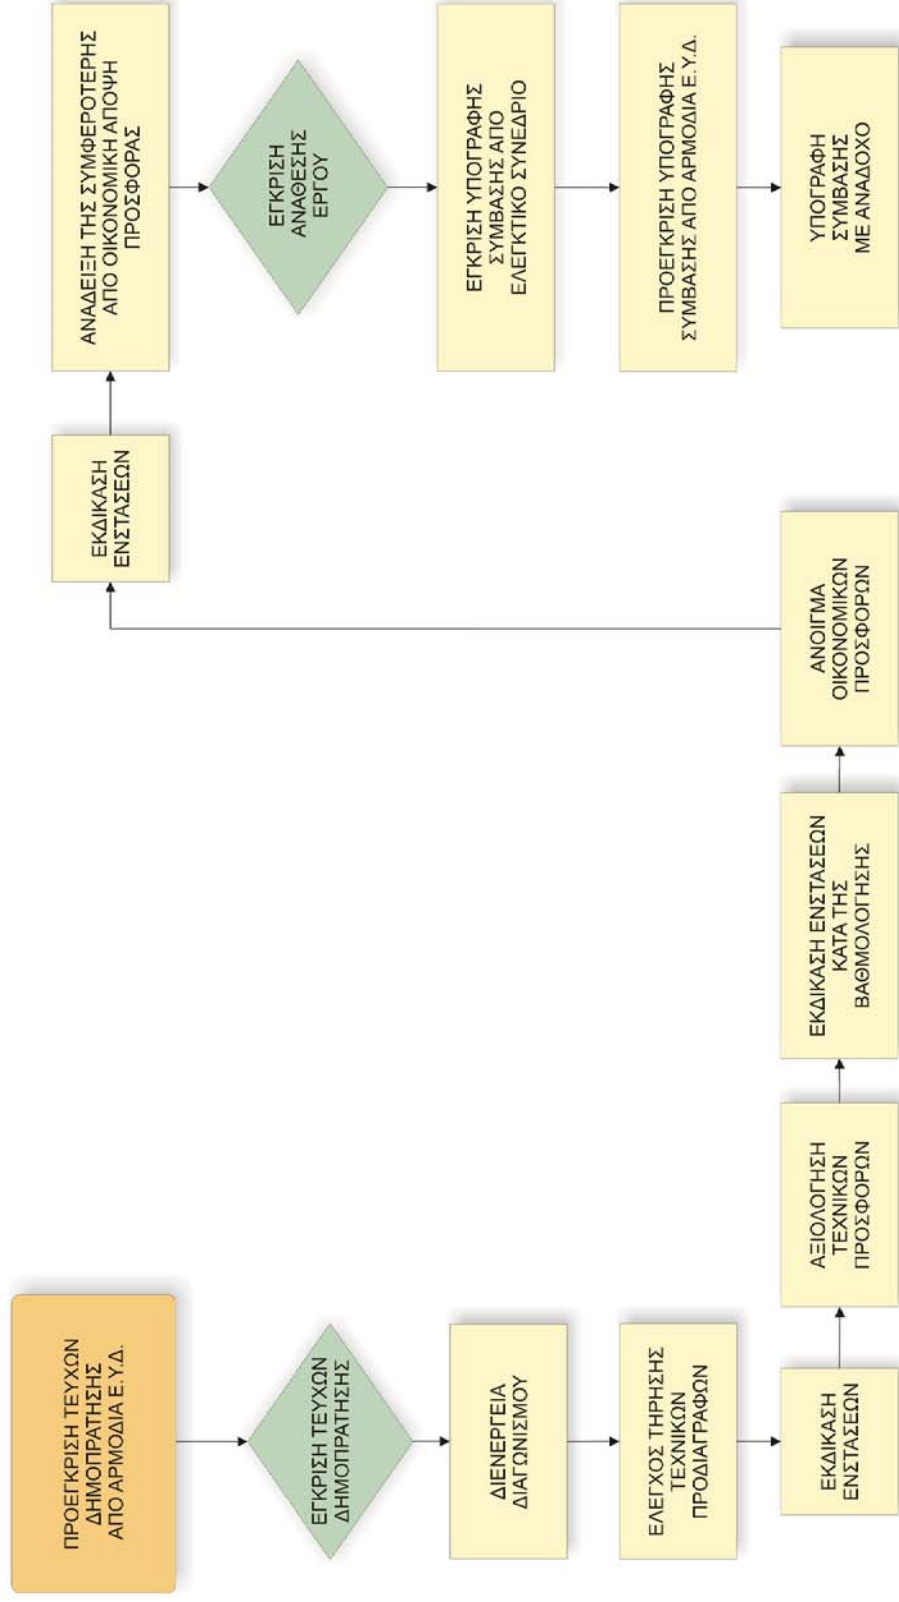 ΠΡΟΕΓΚΡΙΣΗ ΤΕΥΧΩΝ
ΔΗΜΟΠΡΑΤΗΣΗΣ
ΑΠΟ ΑΡΜΟΔΙΑ Ε.Υ.Δ.
ΕΓΚΡΙΣΗ ΤΕΥΧΩΝ
ΔΗΜΟΠΡΑΤΗΣΗΣ
ΔΙΕΝΕΡΓΕΙΑ
ΔΙΑΓΩΝΙΣΜΟΥ
ΕΛΕΓΧΟΣ ΤΗΡΗΣΗΣ
ΤΕΧΝΙΚΩΝ
ΠΡΟΔΙΑΓΡΑΦΩΝ
ΕΚΔΙΚΑΣΗ
ΕΝΣΤΑΣΕΩΝ
ΑΞΙΟΛΟΓΗΣΗ
ΤΕΧΝΙΚΩΝ
ΠΡΟΣΦΟΡΩΝ
ΕΚΔΙΚΑΣΗ ΕΝΣΤΑΣΕΩΝ
ΚΑΤΑ ΤΗΣ
ΒΑΘΜΟΛΟΓΗΣΗΣ
ΑΝΟΙΓΜΑ
ΟΙΚΟΝΟΜΙΚΩΝ
ΠΡΟΣΦΟΡΩΝ
ΕΚΔΙΚΑΣΗ
ΕΝΣΤΑΣΕΩΝ
ΑΝΑΔΕΙΞΗ ΤΗΣ ΣΥΜΦΕΡΟΤΕΡΗΣ
ΑΠΟ ΟΙΚΟΝΟΜΙΚΗ ΑΠΟΨΗ
ΠΡΟΣΦΟΡΑΣ
ΕΓΚΡΙΣΗ
ΑΝΑΘΕΣΗΣ
ΕΡΓΟΥ
ΕΓΚΡΙΣΗ ΥΠΟΓΡΑΦΗΣ
ΣΥΜΒΑΣΗΣ ΑΠΟ
ΕΛΕΓΚΤΙΚΟ ΣΥΝΕΔΡΙΟ
ΠΡΟΕΓΚΡΙΣΗ ΥΠΟΓΡΑΦΗΣ
ΣΥΜΒΑΣΗΣ ΑΠΟ ΑΡΜΟΔΙΑ Ε.Υ.Δ.
ΥΠΟΓΡΑΦΗ
ΣΥΜΒΑΣΗΣ
ΜΕ ΑΝΑΔΟΧΟ